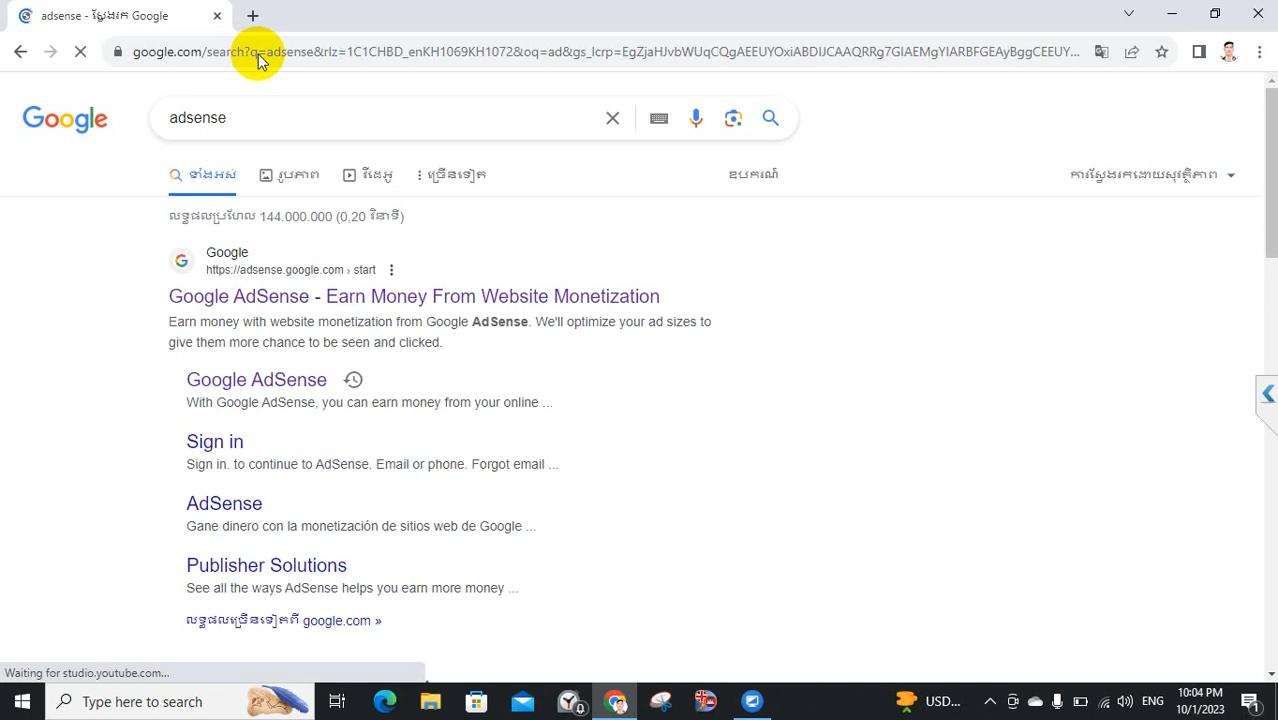 adsense - ស្វែងរក Google
google.com/search?q=adsense&rlz=1C1CHBD_enKH1069KH1072&oq=ad&gs_lcrp=EgZjaHJvbWUqCQgAEEUYOxiABDIJCAAQRRg7GIAEMgYIARBFGEAyBggCEEUY...
Google
adsense
ទាំងអស់ រូបភាព វីដេអូ ច្រើនទៀត ឧបករណ៍ ការស្វែងរកដោយសុវត្ថិភាព
លទ្ធផលប្រហែល 144.000.000 (0,20 វិនាទី)
Google
https://adsense.google.com › start
Google AdSense - Earn Money From Website Monetization
Earn money with website monetization from Google AdSense. We'll optimize your ad sizes to
give them more chance to be seen and clicked.
Google AdSense
With Google AdSense, you can earn money from your online ...
Sign in
Sign in. to continue to AdSense. Email or phone. Forgot email ...
AdSense
Gane dinero con la monetización de sitios web de Google ...
Publisher Solutions
See all the ways AdSense helps you earn more money ...
លទ្ធផលច្រើនទៀតពី google.com »
Waiting for studio.youtube.com...
Type here to search
0
USD...
ENG
10:04 PM
10/1/2023
1